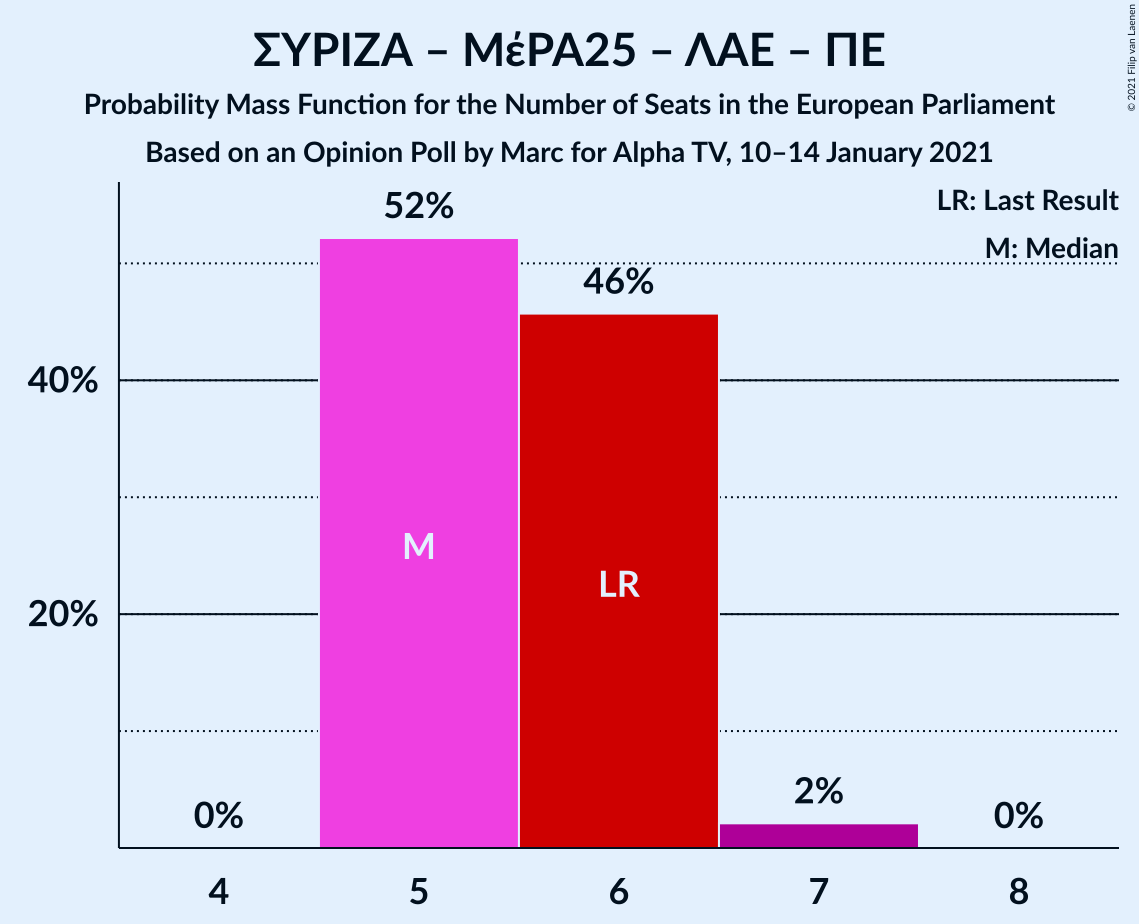 ΣΥΡΙΖΑ – ΜέΡΑ25 – ΛΑΕ – ΠΕ
Probability Mass Function for the Number of Seats in the European Parliament
Based on an Opinion Poll by Marc for Alpha TV, 10–14 January 2021
© 2021 Filip van Laenen
LR: Last Result
M: Median
52%
46%
40%
M
LR
20%
2%
0%
0%
4
5
6
7
8